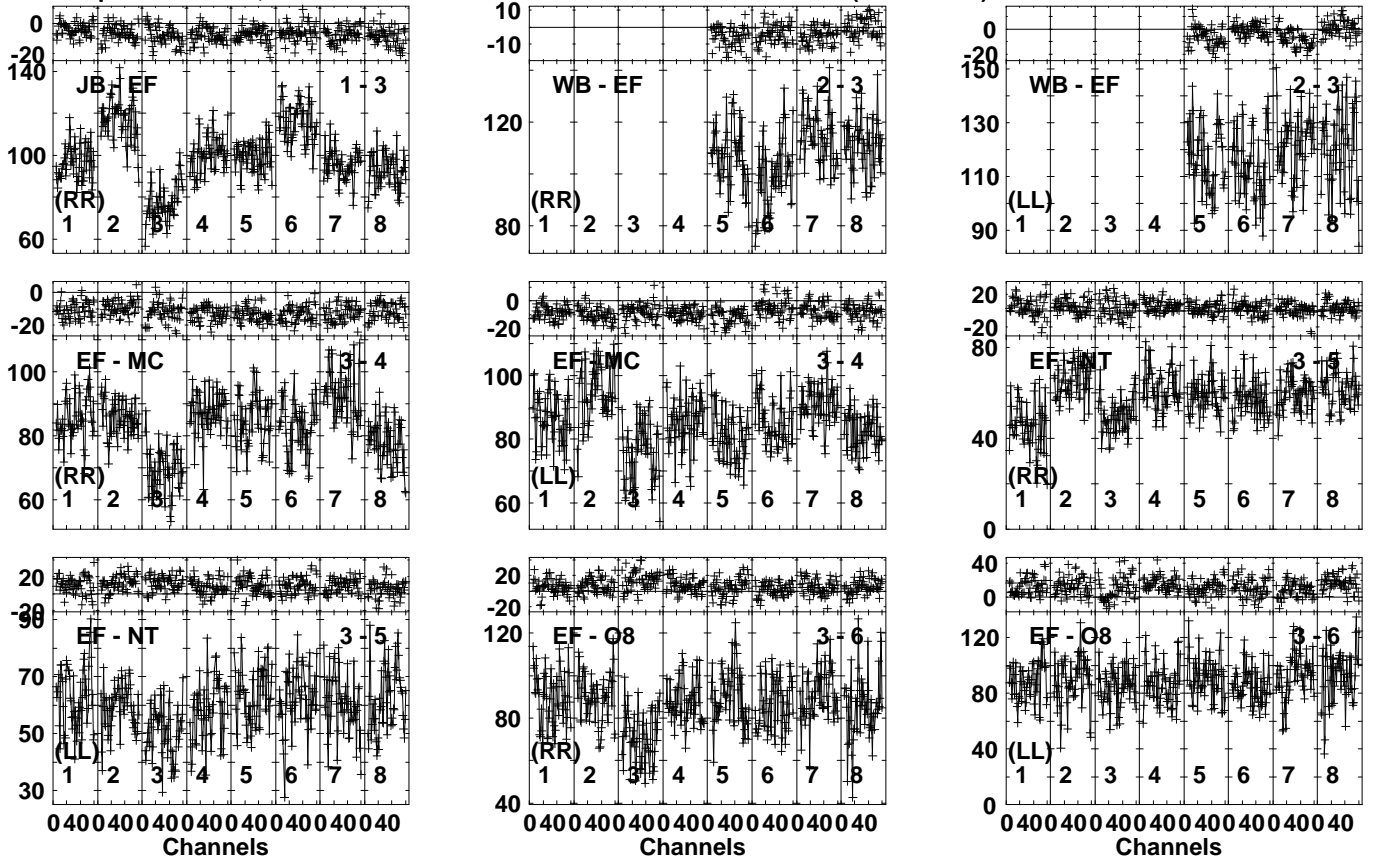 0 10 0
-20 -10 -20
140 JB - EF 1 - 3 WB - EF 2 - 3 150 WB - EF 2 - 3
120 130
100 110
(RR) (RR) 80 (LL) 90
60 1 2 3 4 5 6 7 8 1 2 3 4 5 6 7 8 1 2 3 4 5 6 7 8
0 0 20
-20 -20 -20
EF - MC 3 - 4 EF - MC 3 - 4 80 EF - NT 3 - 5
100 100
80 80 40
(RR) (LL) (RR)
60 1 2 3 4 5 6 7 8 60 1 2 3 4 5 6 7 8 0 1 2 3 4 5 6 7 8
20 20 40
-20 -20 0
90 EF - NT 3 - 5 120 EF - O8 3 - 6 120 EF - O8 3 - 6
70 80 80
50 40
(LL) (RR) (LL)
30 1 2 3 4 5 6 7 8 40 1 2 3 4 5 6 7 8 0 1 2 3 4 5 6 7 8
0 40 0 40 0 40 0 40 0 40 0 40 0 40 0 40 0 40 0 40 0 40 0 40 0 40 0 40 0 40 0 40 0 40 0 40 0 40 0 40 0 40 0 40 0 40 0 40
Channels Channels Channels